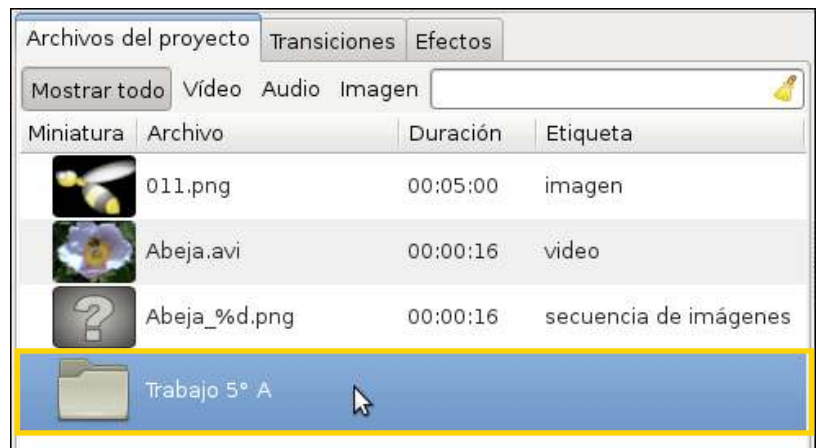 Archivos del proyecto Transiciones Efectos
Mostrar todo Vídeo Audio Imagen
Miniatura Archivo Duración Etiqueta
011.png 00:05:00 imagen
Abeja.avi 00:00:16 video
Abeja_%d.png 00:00:16 secuencia de imágenes
Trabajo 5° A